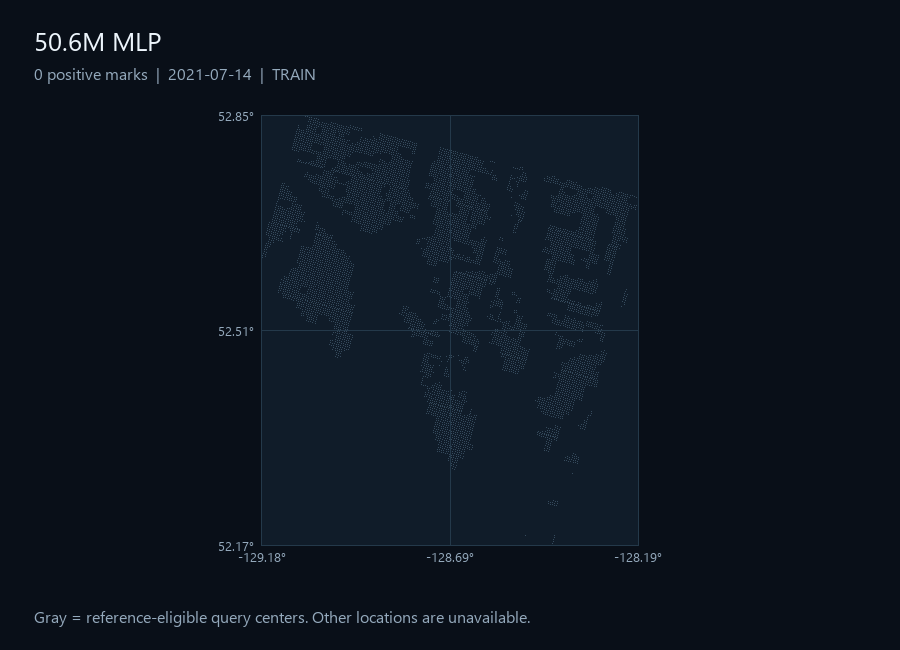 50.6M MLP
0 positive marks | 2021-07-14 | TRAIN
52.85°
52.51°
52.17°
-129.18°
-128.69°
-128.19°
Gray = reference-eligible query centers. Other locations are unavailable.